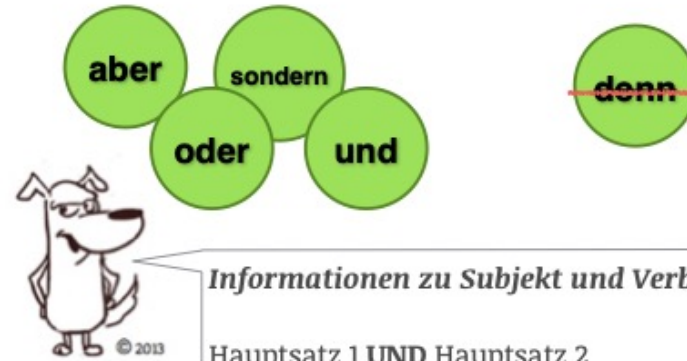 aber
sondern
denn
oder
und
Informationen zu Subjekt und Verb
© 2013
Hauptsatz 1 UND Hauptsatz 2